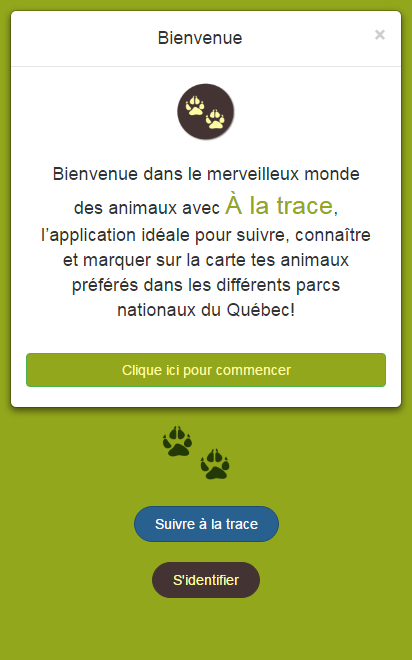 Bienvenue
×
Bienvenue dans le merveilleux monde
des animaux avec À la trace,
l'application idéale pour suivre, connaître
et marquer sur la carte tes animaux
préférés dans les différents parcs
nationaux du Québec!
Clique ici pour commencer
Suivre à la trace
S'identifier